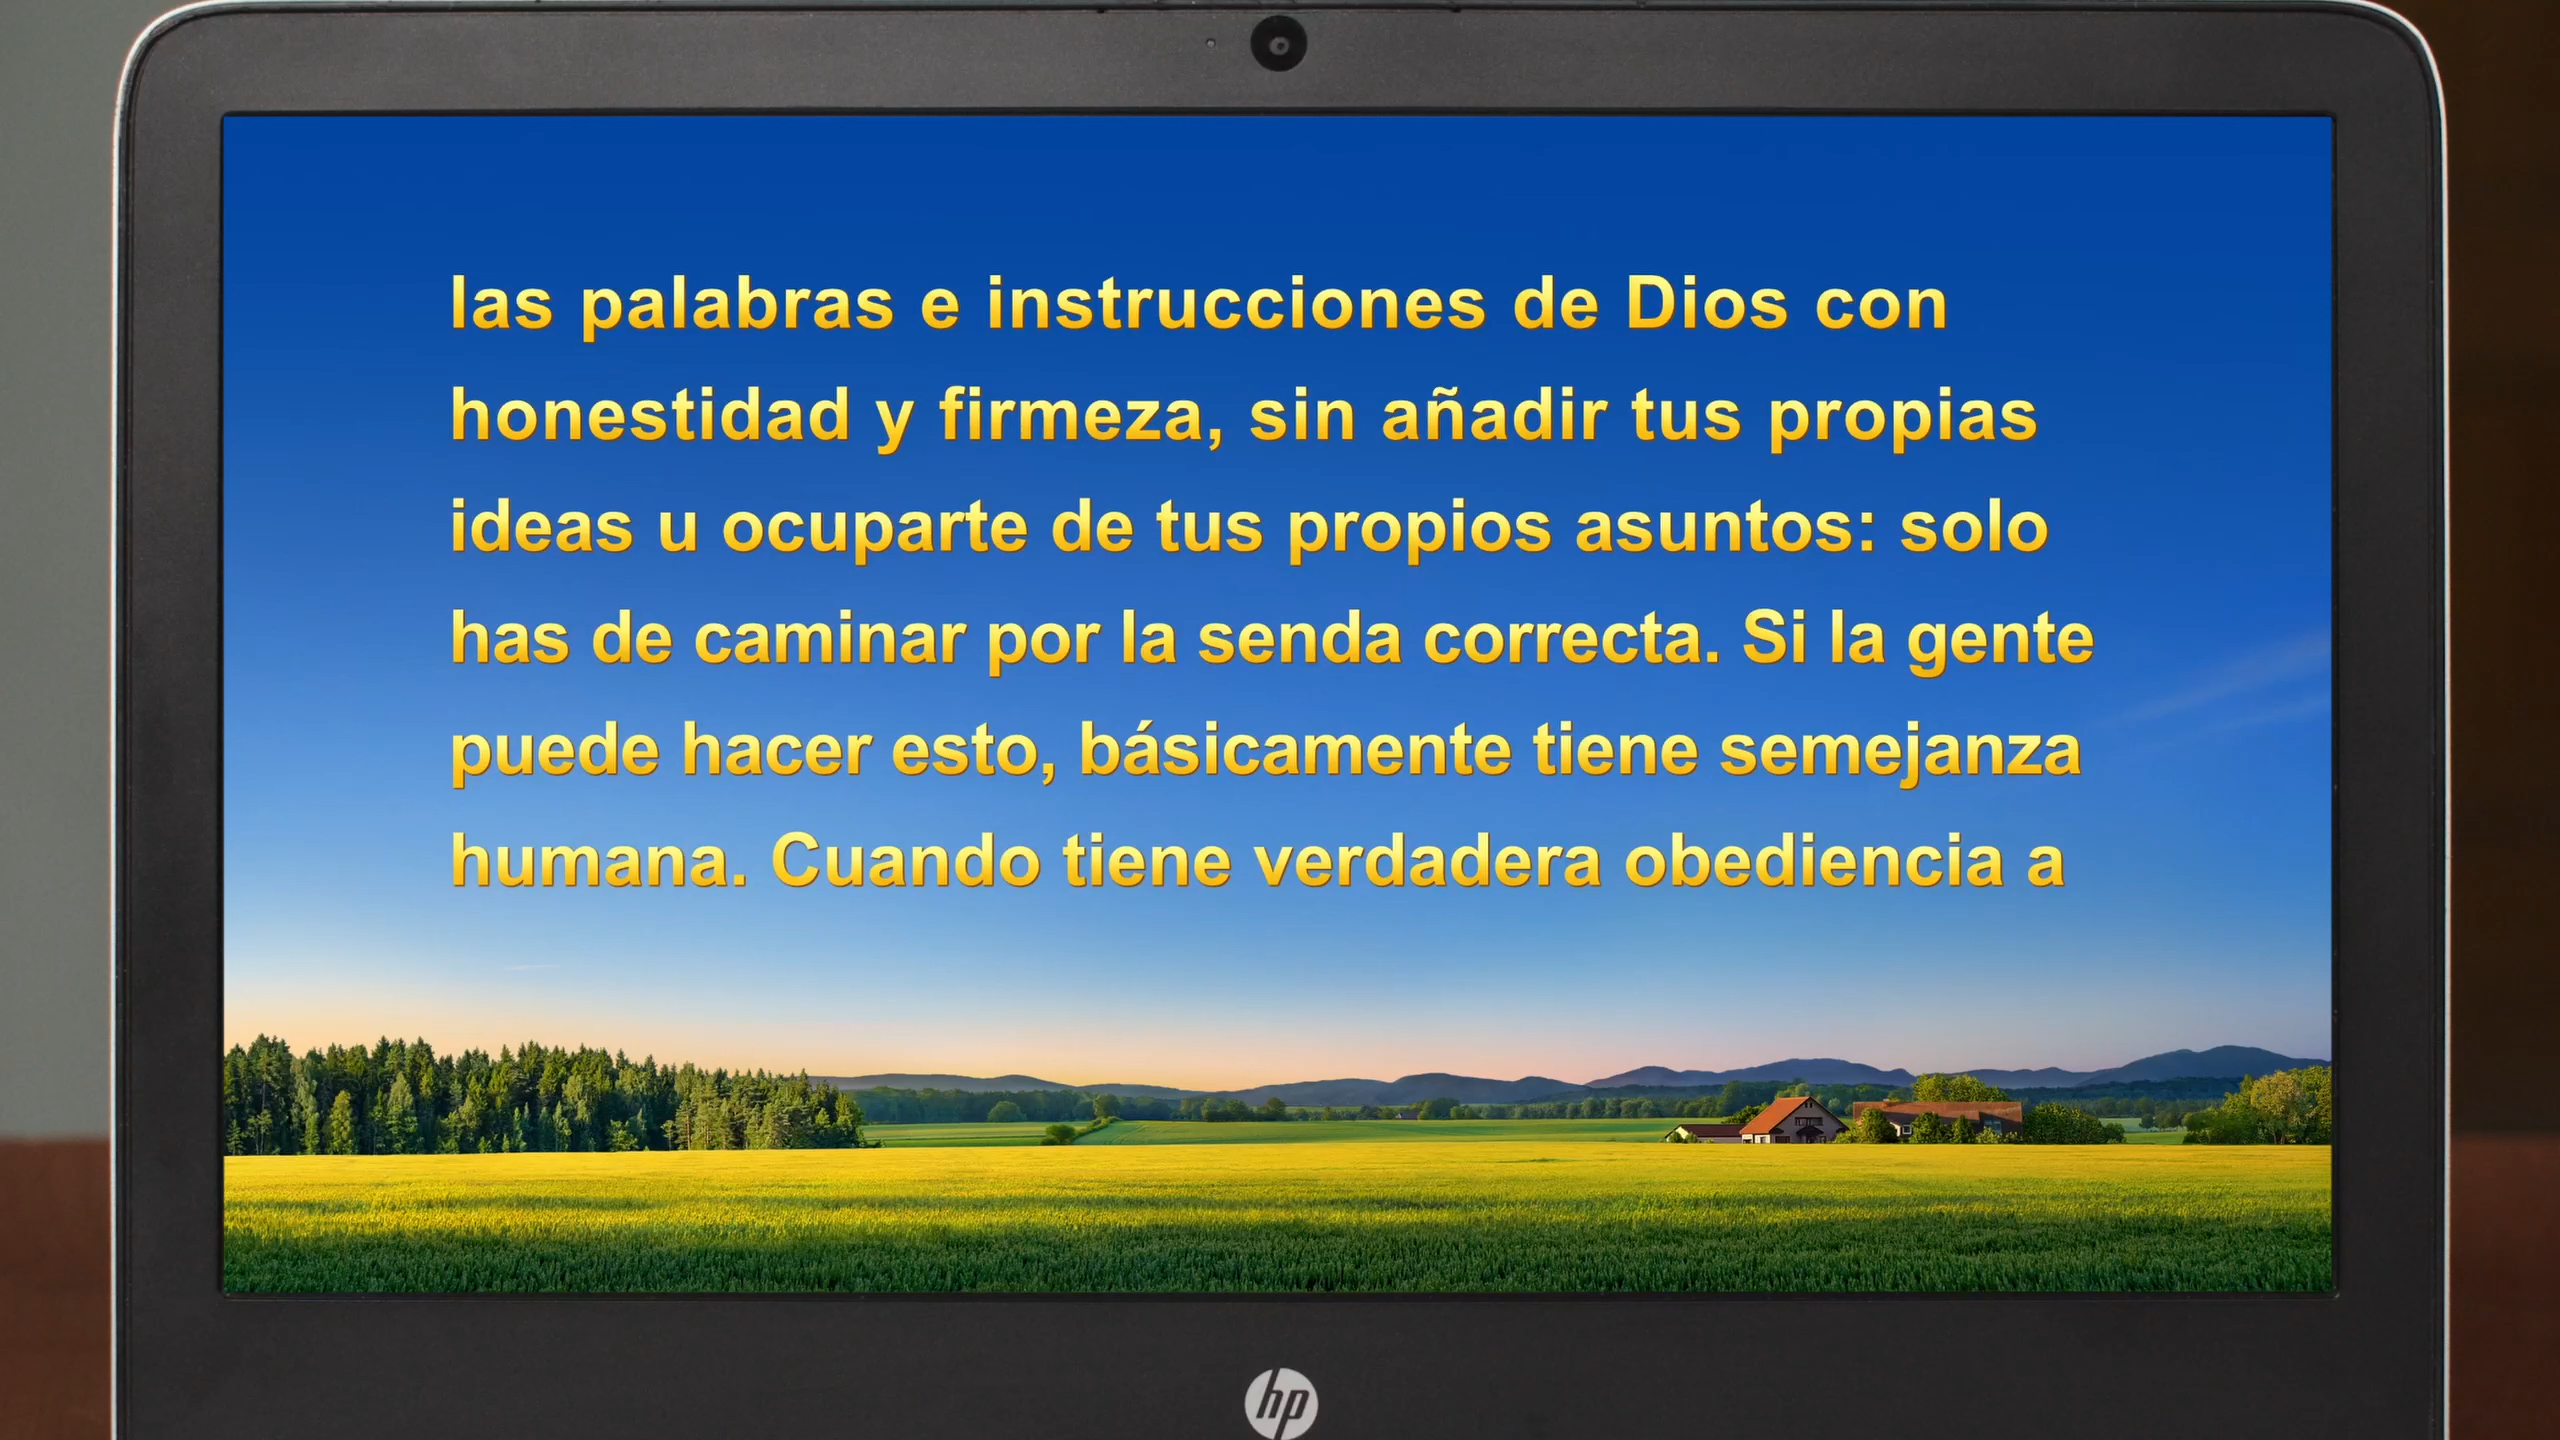 las palabras e instrucciones de Dios con
honestidad y firmeza, sin añadir tus propias
ideas u ocuparte de tus propios asuntos: solo
has de caminar por la senda correcta. Si la gente
puede hacer esto, básicamente tiene semejanza
humana. Cuando tiene verdadera obediencia a
hp